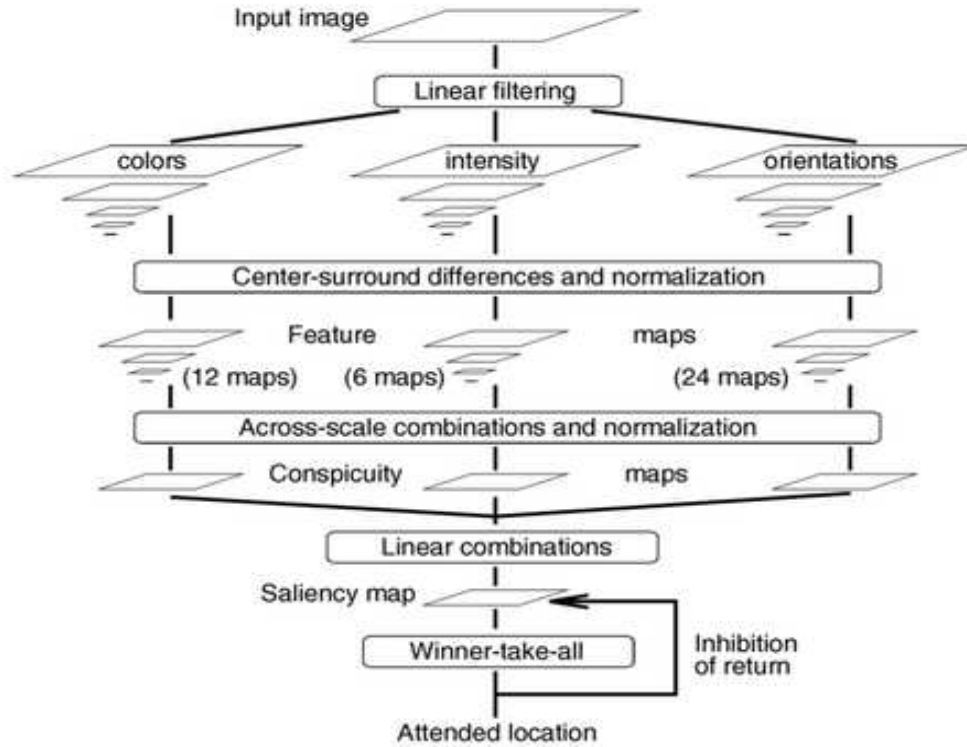 Input image
Linear filtering
colors intensity orientations
Center-surround differences and normalization
Feature maps
(12 maps) (6 maps) (24 maps)
Across-scale combinations and normalization
Conspicuity maps
Linear combinations
Saliency map
Winner-take-all
Inhibition
of return
Attended location